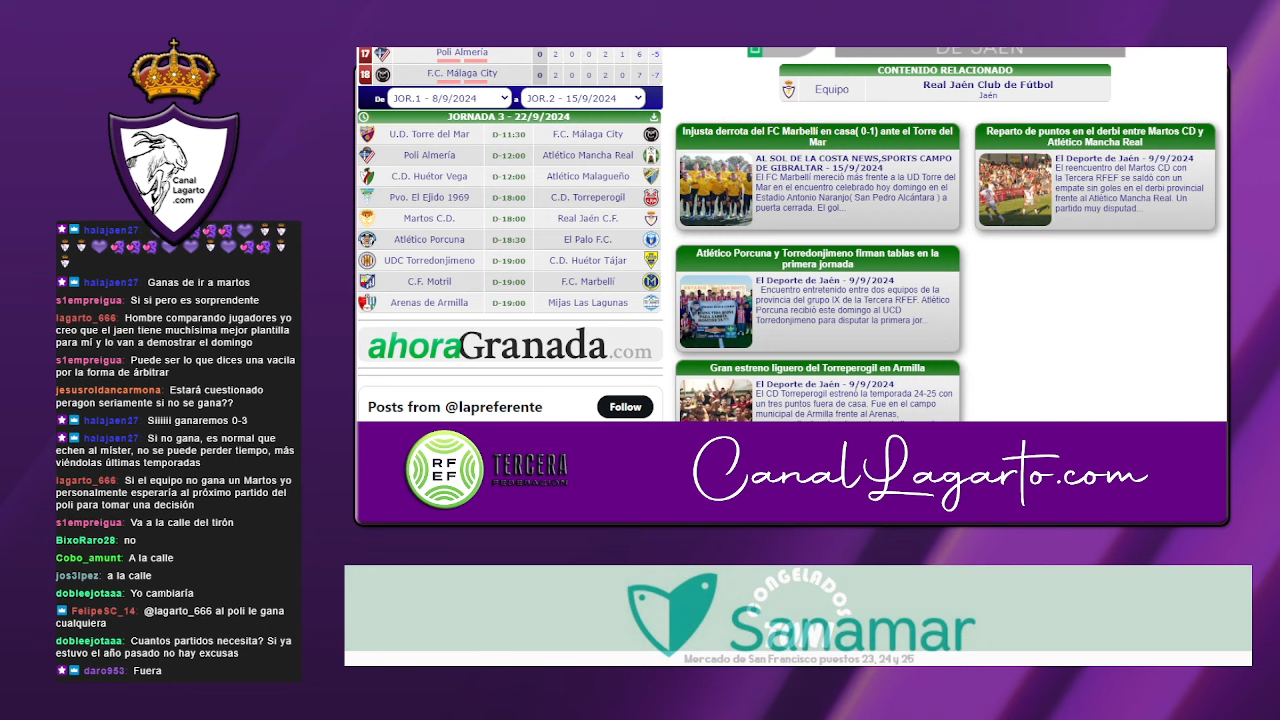 Canal
Lagarto
.com
halajaen27
halajaen27: Ganas de ir a martos
s1empreigua: Si si pero es sorprendente
lagarto_666: Hombre comparando jugadores yo
creo que el jaen tiene muchísima mejor plantilla
para mí y lo van a demostrar el domingo
s1empreigua: Puede ser lo que dices una vacila
por la forma de árbitrar
jesusroldancarmona: Estará cuestionado
peragon seriamente si no se gana??
halajaen27: Siiiiii ganaremos 0-3
halajaen27: Si no gana, es normal que
echen al míster, no se puede perder tiempo, más
viéndolas últimas temporadas
lagarto_666: Si el equipo no gana un Martos yo
personalmente esperaría al próximo partido del
poli para tomar una decisión
s1empreigua: Va a la calle del tirón
BixoRaro28: no
Cobo_amunt: A la calle
jos3lpez: a la calle
dobleejotaaa: Yo cambiaría
FelipeSC_14: @lagarto_666 al poli le gana
cualquiera
dobleejotaaa: Cuantos partidos necesita? Si ya
estuvo el año pasado no hay excusas
daro953: Fuera
17 Poli Almería 0 2 0 0 2 1 6 -5
18 F.C. Málaga City 0 2 0 0 2 0 7 -7
De JOR.1 - 8/9/2024 a JOR.2 - 15/9/2024
JORNADA 3 - 22/9/2024
U.D. Torre del Mar D-11:30 F.C. Málaga City
Poli Almería D-12:00 Atlético Mancha Real
C.D. Huétor Vega D-12:00 Atlético Malagueño
Pvo. El Ejido 1969 D-18:00 C.D. Torreperogil
Martos C.D. D-18:00 Real Jaén C.F.
Atlético Porcuna D-18:30 El Palo F.C.
UDC Torredonjimeno D-19:00 C.D. Huétor Tájar
C.F. Motril D-19:00 F.C. Marbellí
Arenas de Armilla D-19:00 Mijas Las Lagunas
ahoraGranada.com
Posts from @lapreferente
Follow
DE JAÉN
CONTENIDO RELACIONADO
Equipo
Real Jaén Club de Fútbol
Jaén
Injusta derrota del FC Marbellí en casa( 0-1) ante el Torre del
Mar
AL SOL DE LA COSTA NEWS,SPORTS CAMPO
DE GIBRALTAR - 15/9/2024
El FC Marbellí mereció más frente a la UD Torre del
Mar en el encuentro celebrado hoy domingo en el
Estadio Antonio Naranjo( San Pedro Alcántara ) a
puerta cerrada. El gol...
Reparto de puntos en el derbi entre Martos CD y
Atlético Mancha Real
El Deporte de Jaén - 9/9/2024
El reencuentro del Martos CD con
la Tercera RFEF se saldó con un
empate sin goles en el derbi provincial
frente al Atlético Mancha Real. Un
partido muy disputad...
Atlético Porcuna y Torredonjimeno firman tablas en la
primera jornada
El Deporte de Jaén - 9/9/2024
Encuentro entretenido entre dos equipos de la
provincia del grupo IX de la Tercera RFEF. Atlético
Porcuna recibió este domingo al UCD
Torredonjimeno para disputar la primera jor...
Gran estreno liguero del Torreperogil en Armilla
El Deporte de Jaén - 9/9/2024
El CD Torreperogil estrenó la temporada 24-25 con
un tres puntos fuera de casa. Fue en el campo
municipal de Armilla frente al Arenas,
RF
EF
TERCERA
FEDERACIÓN
CanalLagarto.com
CONGELADOS
Sanamar
Mercado de San Francisco puestos 23, 24 y 25